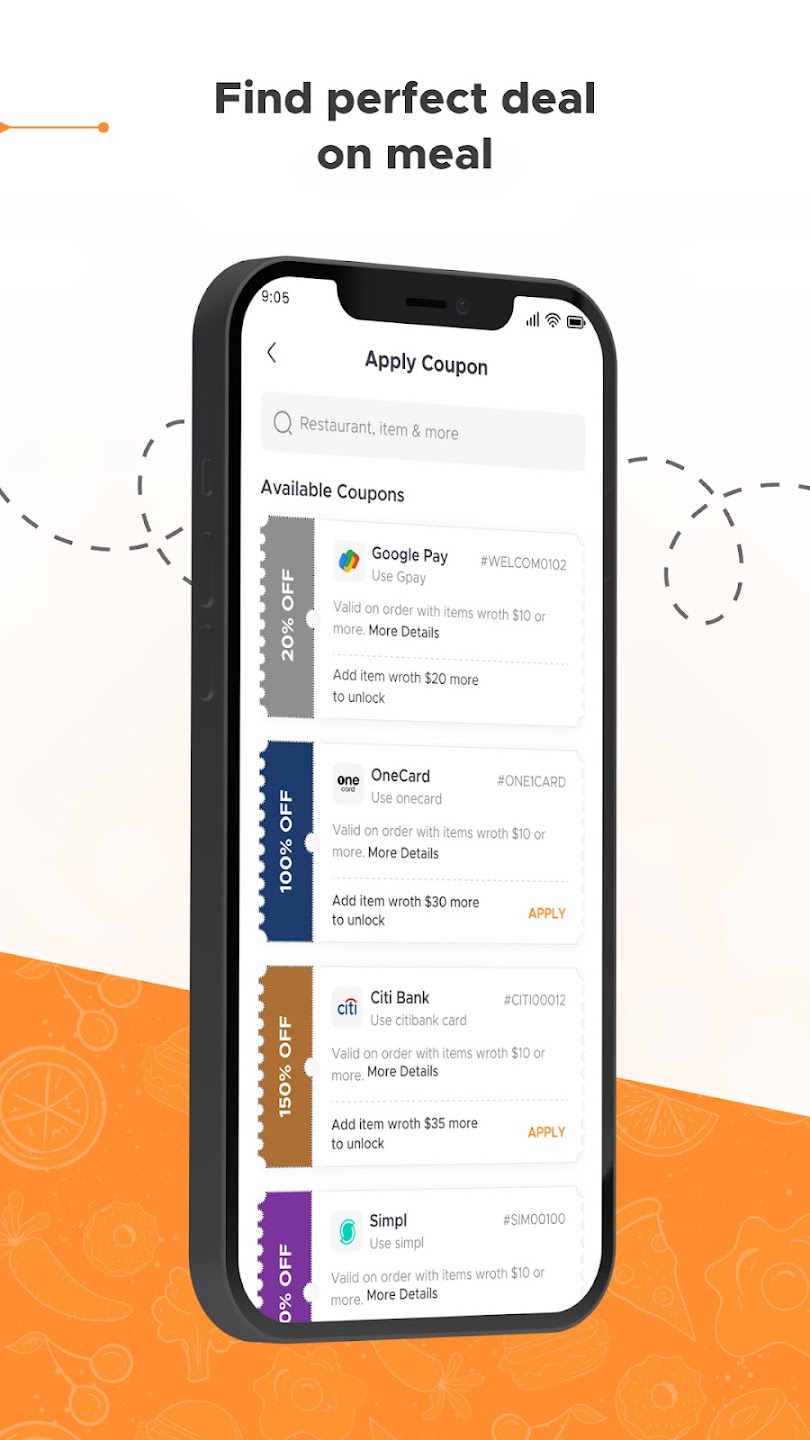 Find perfect deal
on meal
9:05
Apply Coupon
Restaurant, item & more
Available Coupons
20% OFF
Google Pay
#WELCOM0102
Use Gpay
Valid on order with items wroth $10 or
more. More Details
Add item wroth $20 more
to unlock
100% OFF
one
card
OneCard
#ONE1CARD
Use onecard
Valid on order with items wroth $10 or
more. More Details
Add item wroth $30 more
to unlock
APPLY
150% OFF
citi
Citi Bank
#CITI00012
Use citibank card
Valid on order with items wroth $10 or
more. More Details
Add item wroth $35 more
to unlock
APPLY
0% OFF
Simpl
#SIM00100
Use simpl
Valid on order with items wroth $10 or
more. More Details